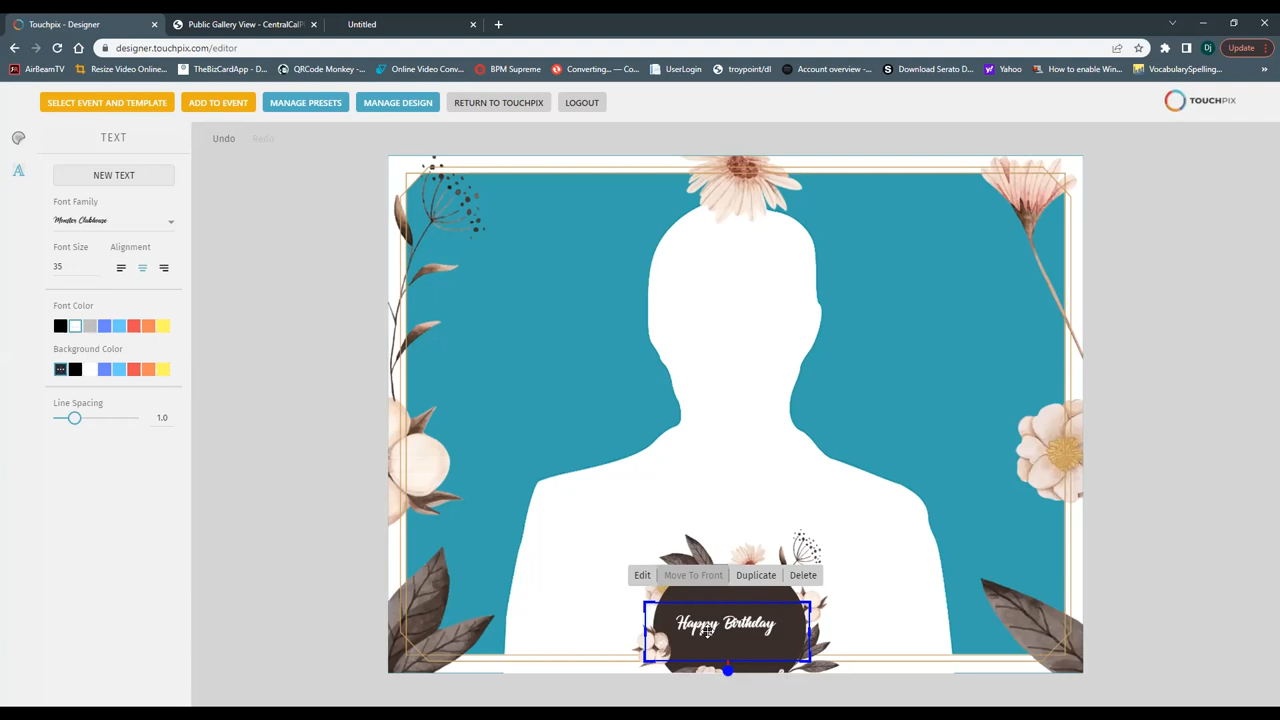 Touchpix - Designer
Public Gallery View - CentralCalP
Untitled
designer.touchpix.com/editor
Dj
Update
AirBeamTV
Resize Video Online...
TheBizCardApp - D...
QRCode Monkey -...
Online Video Conv...
BPM Supreme
Converting... — Co...
UserLogin
troypoint/dl
Account overview -...
Download Serato D...
Yahoo
How to enable Win...
VocabularySpelling...
SELECT EVENT AND TEMPLATE
ADD TO EVENT
MANAGE PRESETS
MANAGE DESIGN
RETURN TO TOUCHPIX
LOGOUT
TOUCHPIX
TEXT
Undo
Redo
NEW TEXT
Font Family
Monster Clubhouse
Font Size
Alignment
35
Font Color
Background Color
Line Spacing
1.0
Edit
Move To Front
Duplicate
Delete
Happy Birthday